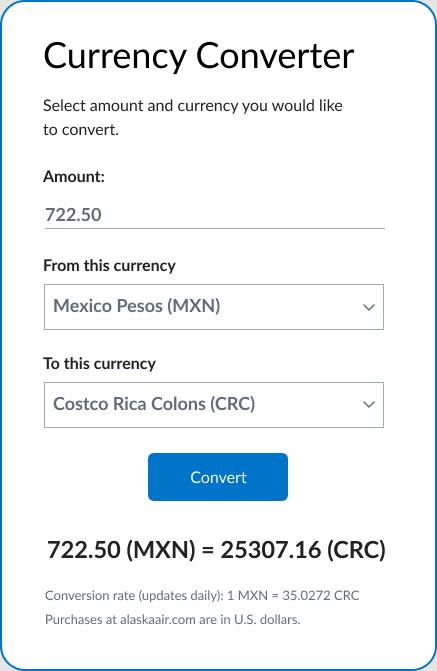 Currency Converter
Select amount and currency you would like
to convert.
Amount:
722.50
From this currency
Mexico Pesos (MXN)
To this currency
Costco Rica Colons (CRC)
Convert
722.50 (MXN) = 25307.16 (CRC)
Conversion rate (updates daily): 1 MXN = 35.0272 CRC
Purchases at alaskaair.com are in U.S. dollars.